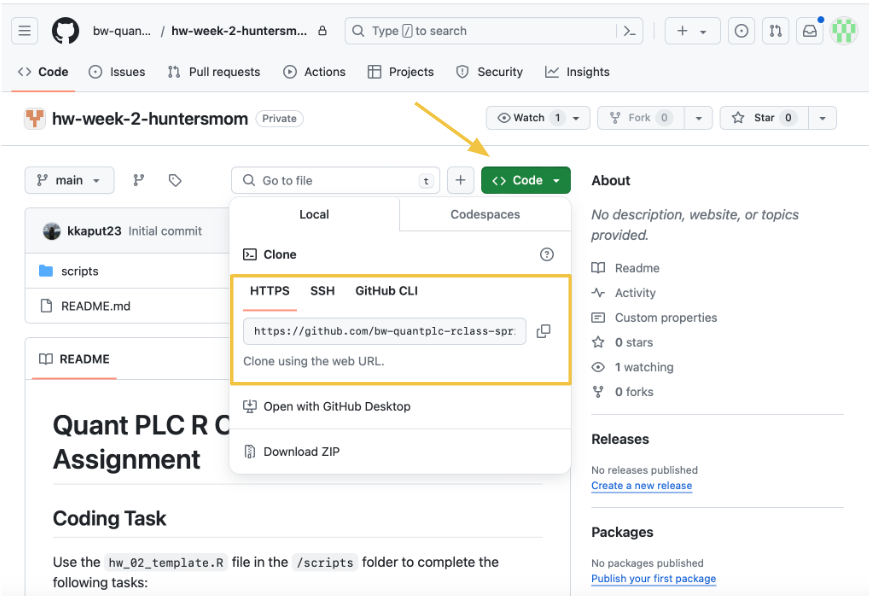 bw-quan... / hw-week-2-huntersm...
Type / to search
Code Issues Pull requests Actions Projects Security Insights
hw-week-2-huntersmom Private
Watch 1 Fork 0 Star 0
main
Go to file t
Code
kkaput23 Initial commit
scripts
README.md
README
Quant PLC R C
Assignment
Coding Task
Use the hw_02_template.R file in the /scripts folder to complete the
following tasks:
Local Codespaces
Clone
HTTPS SSH GitHub CLI
https://github.com/bw-quantplc-rclass-spr
Clone using the web URL.
Open with GitHub Desktop
Download ZIP
About
No description, website, or topics
provided.
Readme
Activity
Custom properties
0 stars
1 watching
0 forks
Releases
No releases published
Create a new release
Packages
No packages published
Publish your first package